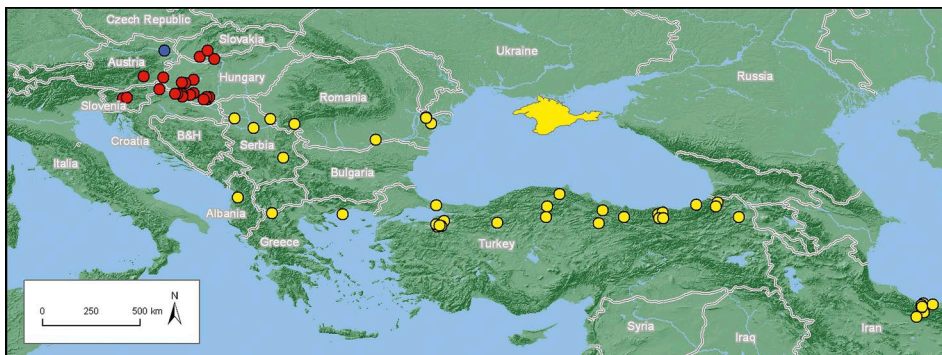 Czech Republic
Slovakia
Ukraine
Austria
Hungary
Russia
Romania
Slovenia
Croatia
B&H
Serbia
Italia
Bulgaria
Albania
Greece
Turkey
N
0 250 500 km
Syria
Iraq
Iran